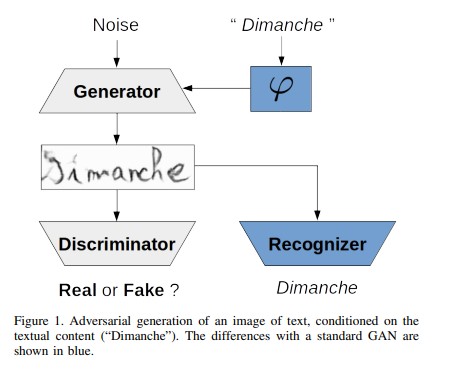 Noise
“ Dimanche ”
Generator
φ
Dimanche
Discriminator
Recognizer
Real or Fake ?
Dimanche
Figure 1. Adversarial generation of an image of text, conditioned on the
textual content (“Dimanche”). The differences with a standard GAN are
shown in blue.